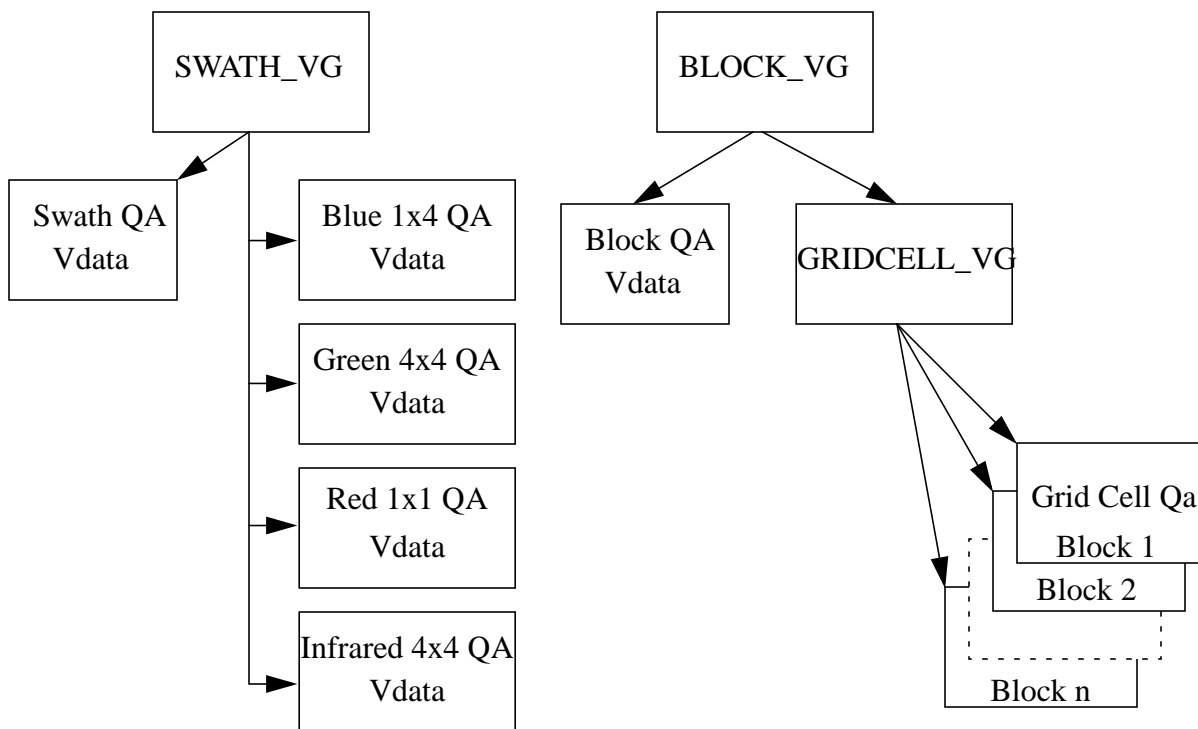 SWATH_VG
Swath QA
Vdata
Blue 1x4 QA
Vdata
Green 4x4 QA
Vdata
Red 1x1 QA
Vdata
Infrared 4x4 QA
Vdata
BLOCK_VG
Block QA
Vdata
GRIDCELL_VG
Grid Cell Qa
Block 1
Block 2
Block n